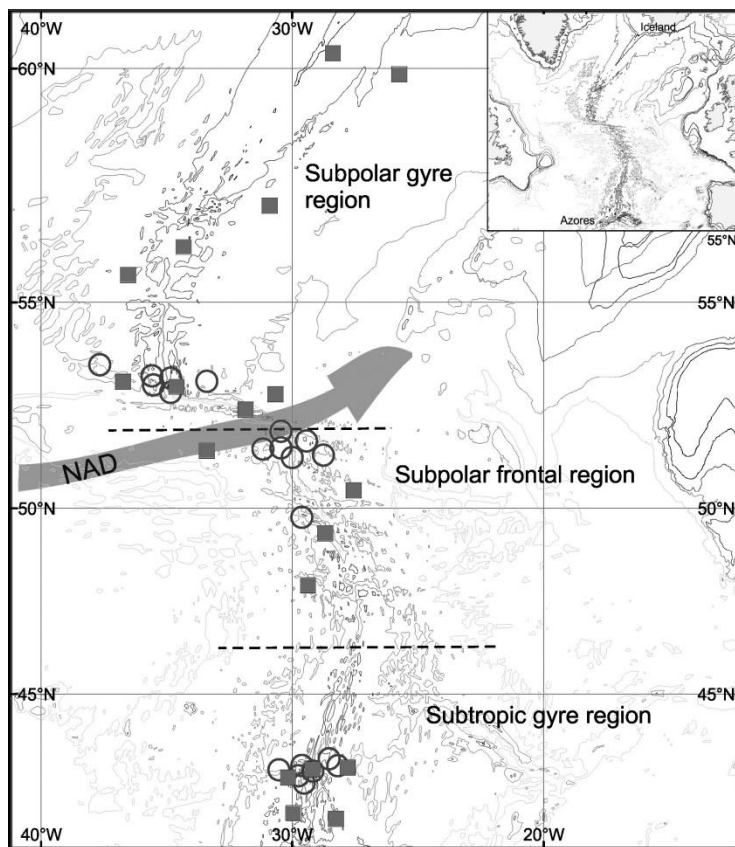 40°W 30°W
Iceland
60°N
Subpolar gyre
region
Azores
55°N 55°N
55°N
NAD
Subpolar frontal region
50°N 50°N
45°N 45°N
Subtropic gyre region
40°W 30°W 20°W